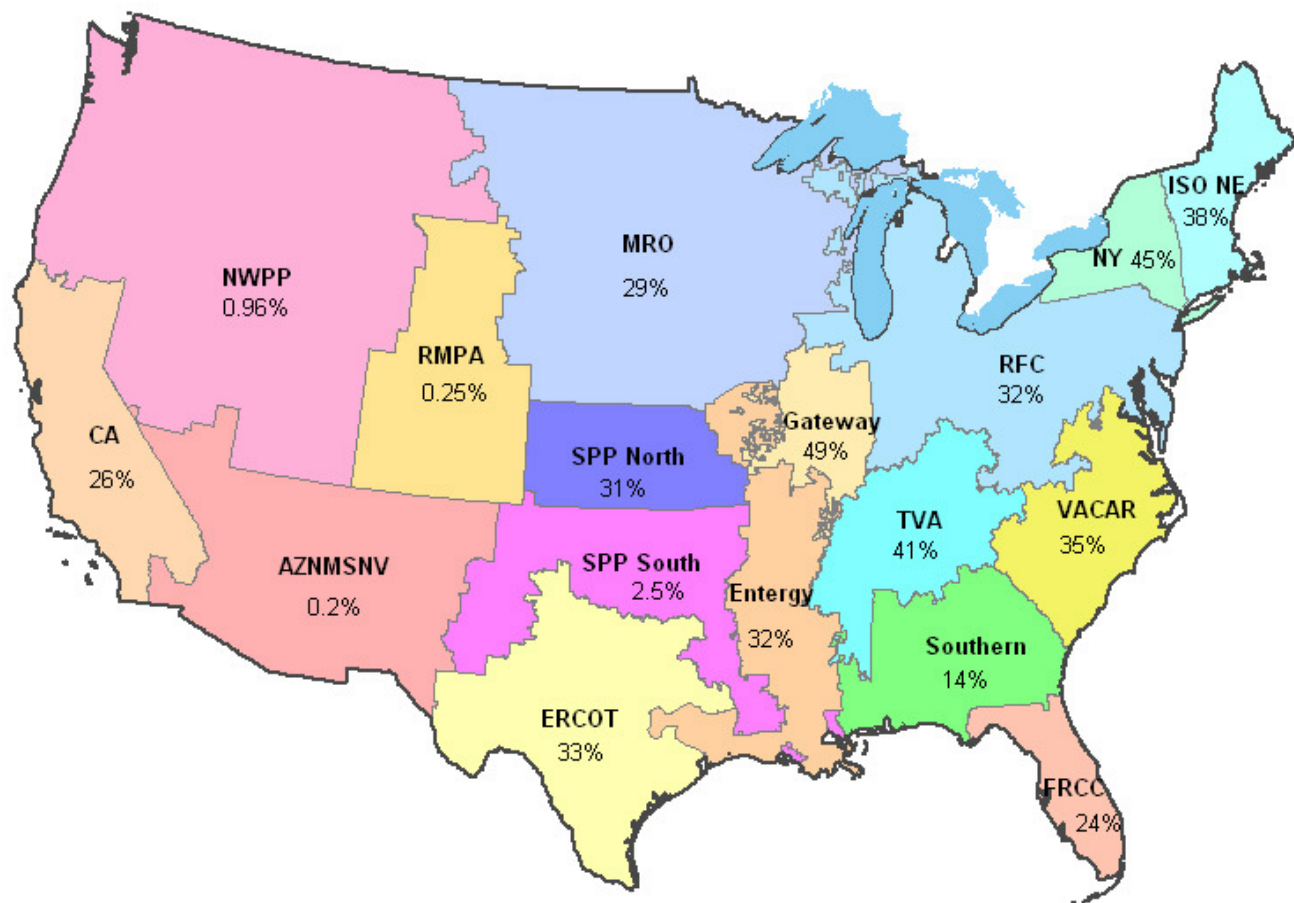 ISO NE
38%
NY 45%
MRO
29%
NWPP
0.96%
RMPA
0.25%
RFC
32%
CA
26%
Gateway
49%
SPP North
31%
VACAR
35%
TVA
41%
AZNMSNV
0.2%
SPP South
2.5%
Entergy
32%
Southern
14%
ERCOT
33%
FRCC
24%